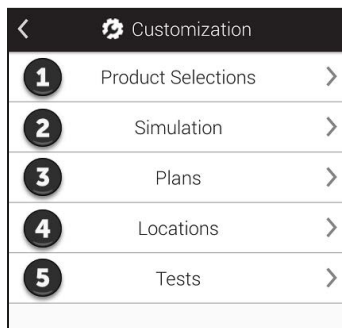 Customization
1 Product Selections
2 Simulation
3 Plans
4 Locations
5 Tests